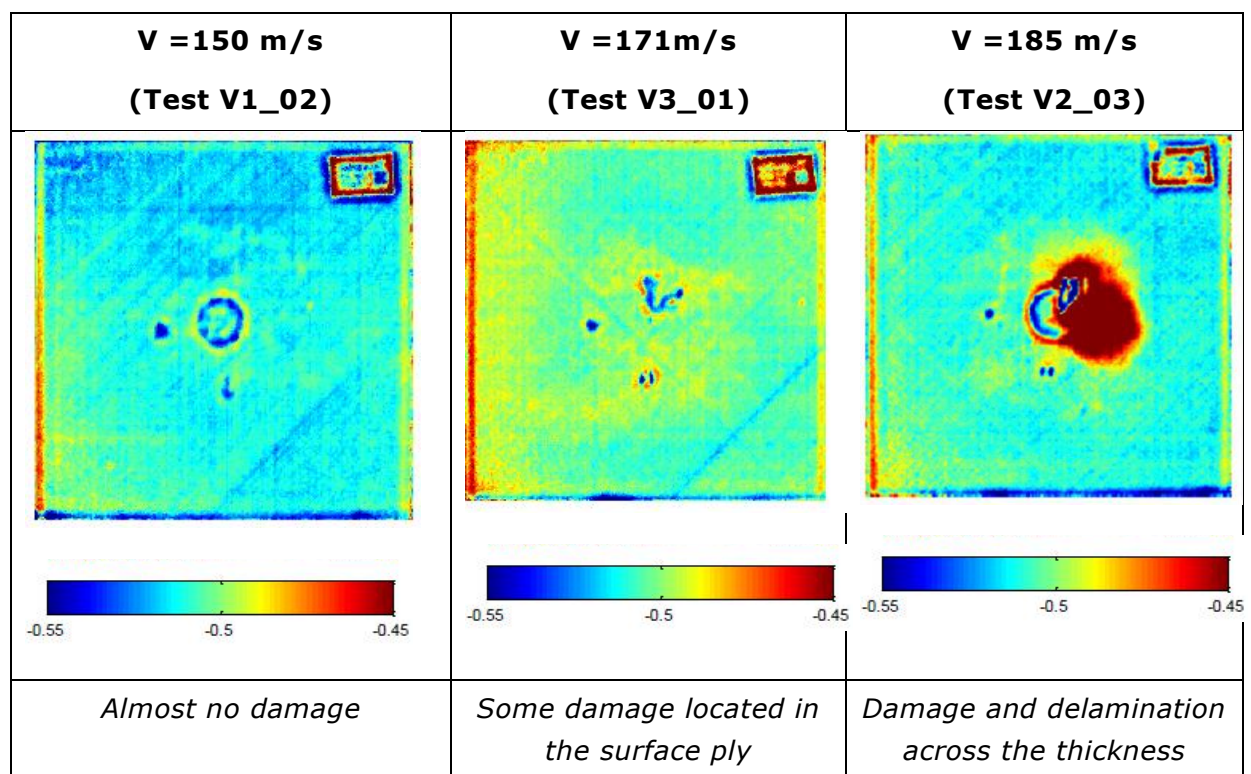 V =150 m/s
(Test V1_02)
V =171m/s
(Test V3_01)
V =185 m/s
(Test V2_03)
-0.55
-0.5
-0.45
-0.55
-0.5
-0.45
-0.55
-0.5
-0.45
Almost no damage
Some damage located in
the surface ply
Damage and delamination
across the thickness